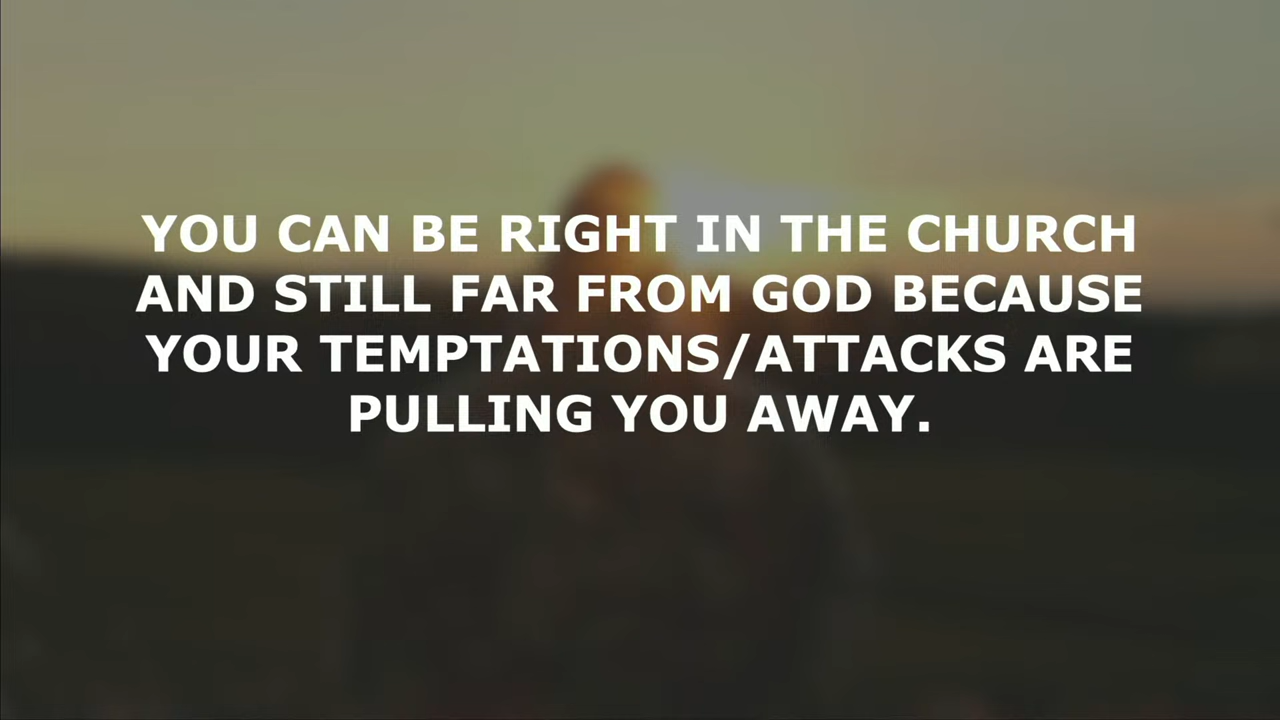 YOU CAN BE RIGHT IN THE CHURCH
AND STILL FAR FROM GOD BECAUSE
YOUR TEMPTATIONS/ATTACKS ARE
PULLING YOU AWAY.